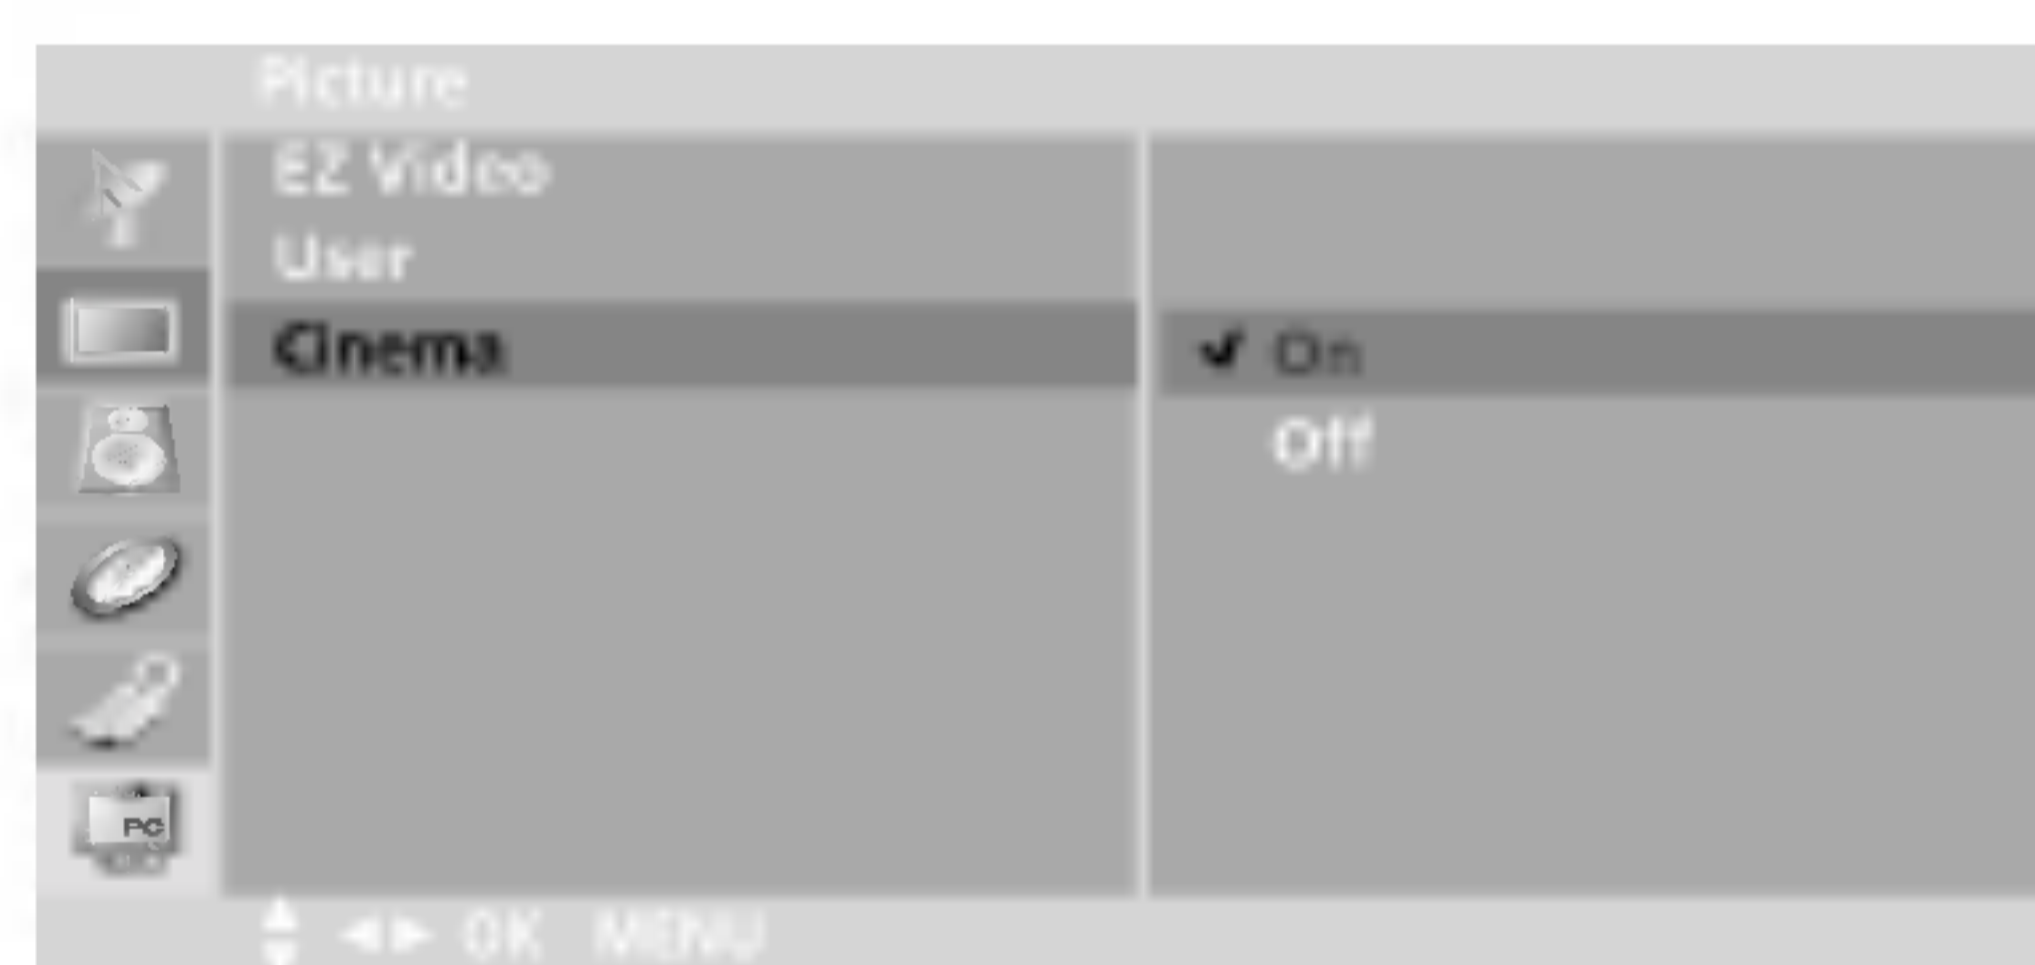 Picture
EZ Video
User
Cinema
✔ On
Off
PC
OK MENU